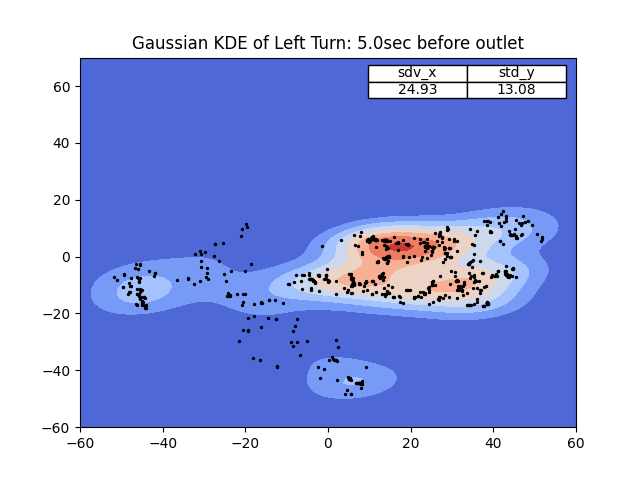 Gaussian KDE of Left Turn: 5.0sec before outlet
sdv_x std_y
24.93 13.08
60
40
20
0
−20
−40
−60
−60 −40 −20 0 20 40 60